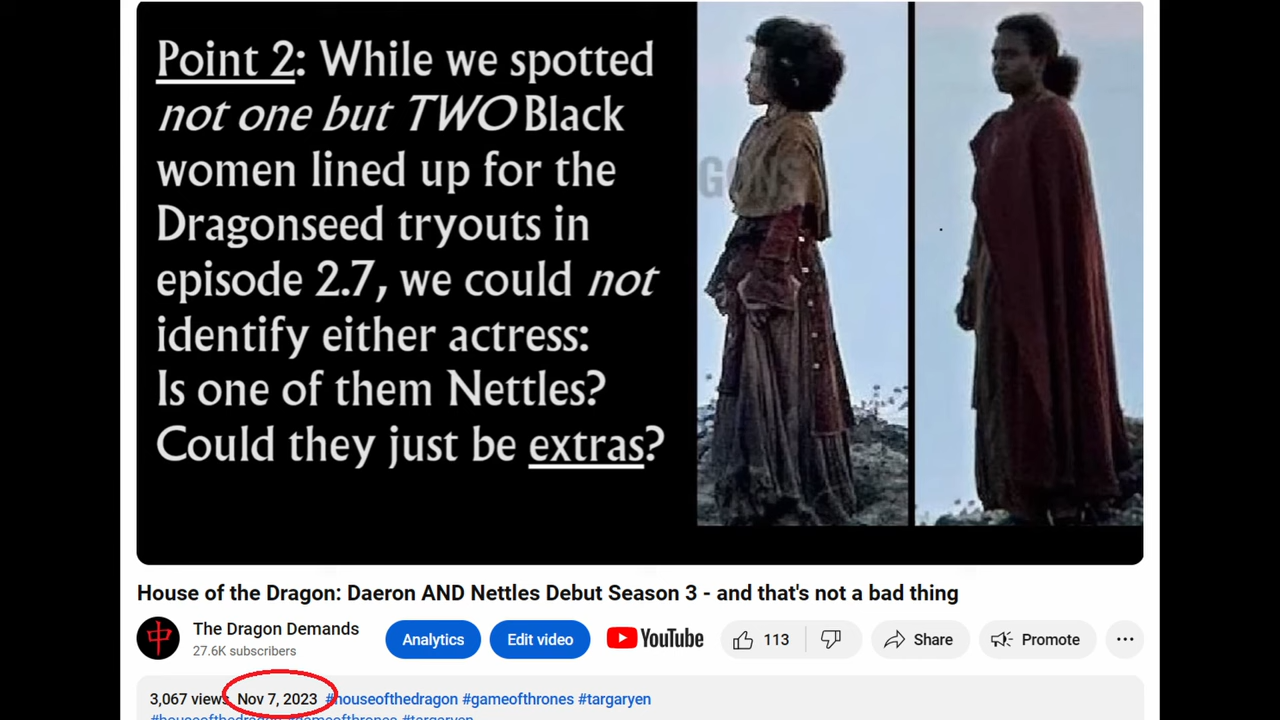 Point 2: While we spotted
not one but TWO Black
women lined up for the
Dragonseed tryouts in
episode 2.7, we could not
identify either actress:
Is one of them Nettles?
Could they just be extras?
GONS
House of the Dragon: Daeron AND Nettles Debut Season 3 - and that's not a bad thing
中
The Dragon Demands
27.6K subscribers
Analytics
Edit video
YouTube
113
Share
Promote
3,067 views Nov 7, 2023 #houseofthedragon #gameofthrones #targaryen
#houseofthedragon #gameofthrones #targaryen